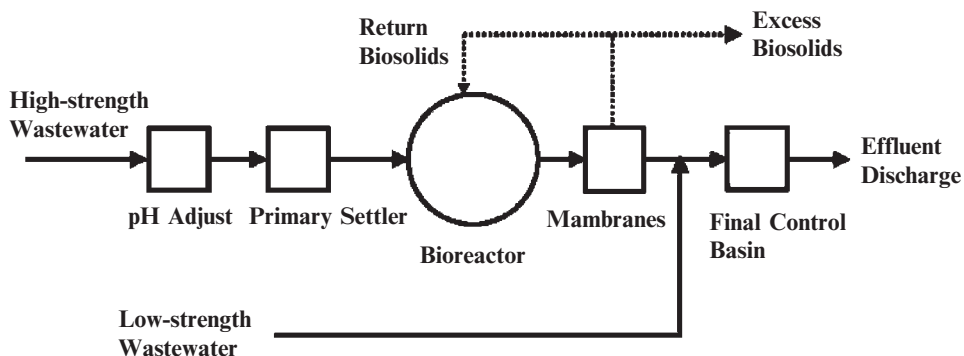 Return
Biosolids
Excess
Biosolids
High-strength
Wastewater
Effluent
Discharge
pH Adjust
Primary Settler
Mambranes
Final Control
Basin
Bioreactor
Low-strength
Wastewater